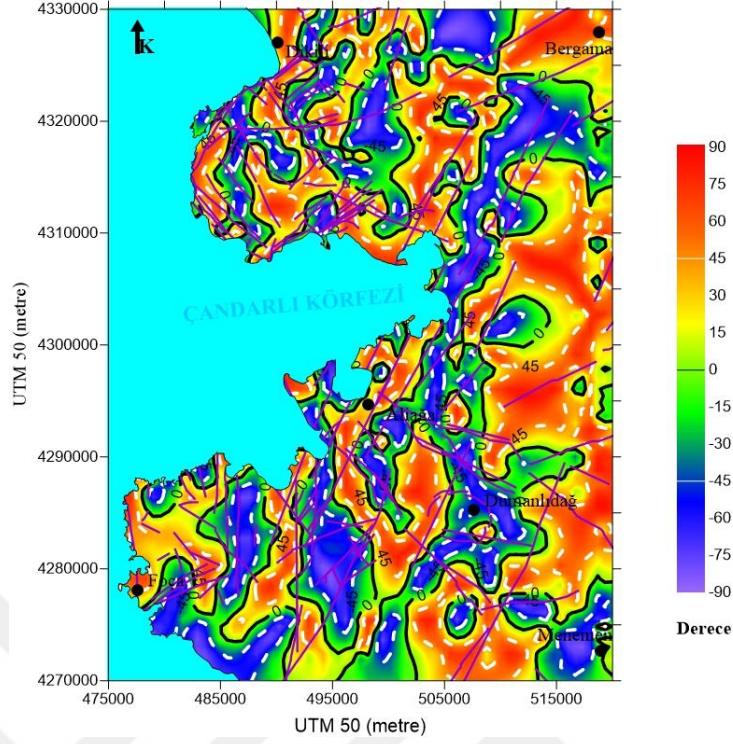 4330000
K
Dikili
Bergama
4320000
4310000
ÇANDARLI KÖRFEZİ
UTM 50 (metre)
4300000
Aliağa
4290000
Dumanlıdağ
4280000
Foça
Menemen
4270000
475000
485000
495000
505000
515000
UTM 50 (metre)
90
75
60
45
30
15
0
-15
-30
-45
-60
-75
-90
Derece